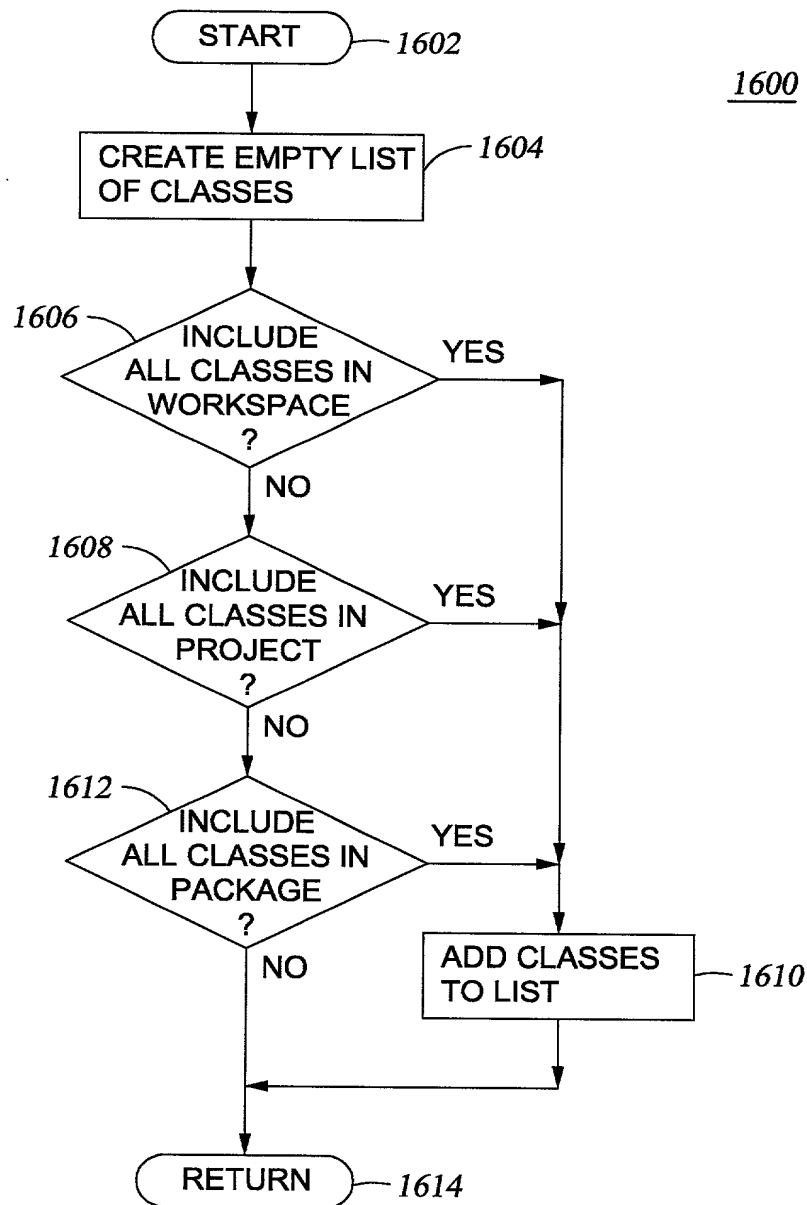 START
1602
1600
CREATE EMPTY LIST
OF CLASSES
1604
1606
INCLUDE
ALL CLASSES IN
WORKSPACE
?
YES
NO
1608
INCLUDE
ALL CLASSES IN
PROJECT
?
YES
NO
1612
INCLUDE
ALL CLASSES IN
PACKAGE
?
YES
NO
ADD CLASSES
TO LIST
1610
RETURN
1614